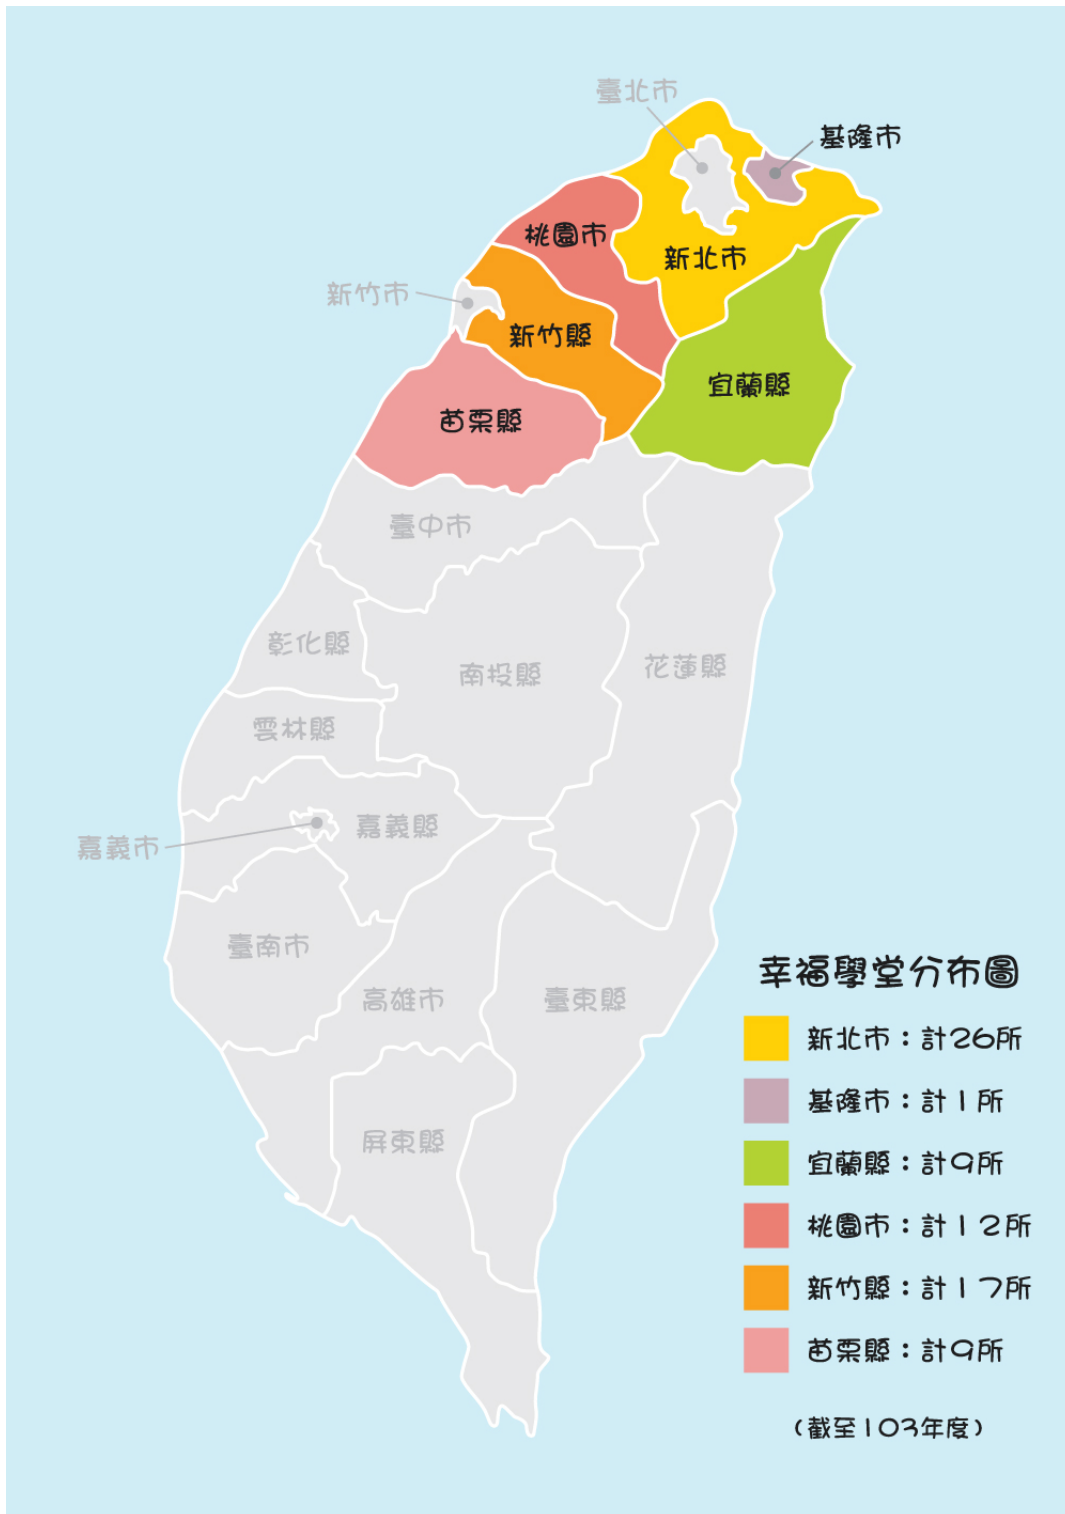 臺北市
基隆市
桃園市
新北市
新竹市
新竹縣
宜蘭縣
苗栗縣
臺中市
彰化縣
南投縣
花蓮縣
雲林縣
嘉義縣
嘉義市
臺南市
高雄市
臺東縣
屏東縣
幸福學堂分布圖
新北市：計26所
基隆市：計1所
宜蘭縣：計9所
桃園市：計12所
新竹縣：計17所
苗栗縣：計9所
（截至103年度）